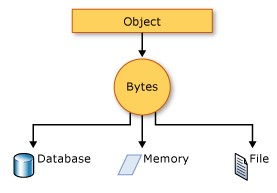 Object
Bytes
Database
Memory
File